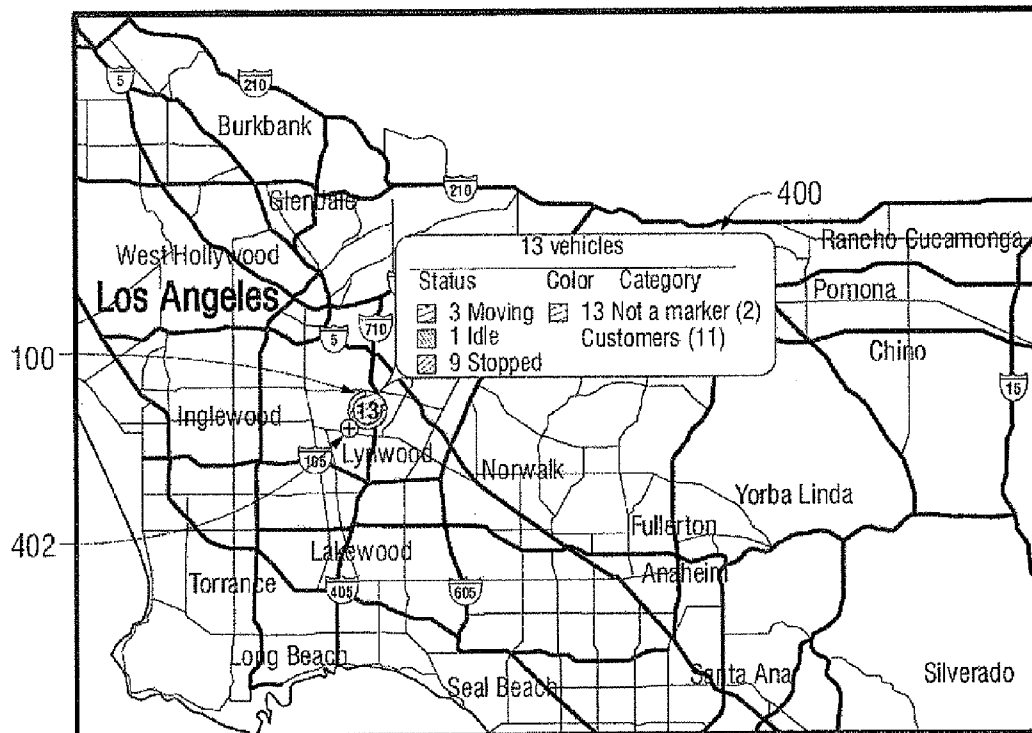 5
210
Burkbank
Glendale
210
400
West Hollywood
Rancho Cucamonga
13 vehicles
Status Color Category
3 Moving 13 Not a marker (2)
1 Idle Customers (11)
9 Stopped
Los Angeles
Pomona
710
5
Chino
100
15
13
Inglewood
Lynwood
105
Norwalk
Yorba Linda
Fullerton
402
Lakewood
Anaheim
Torrance
405
605
Long Beach
Santa Ana
Silverado
Seal Beach